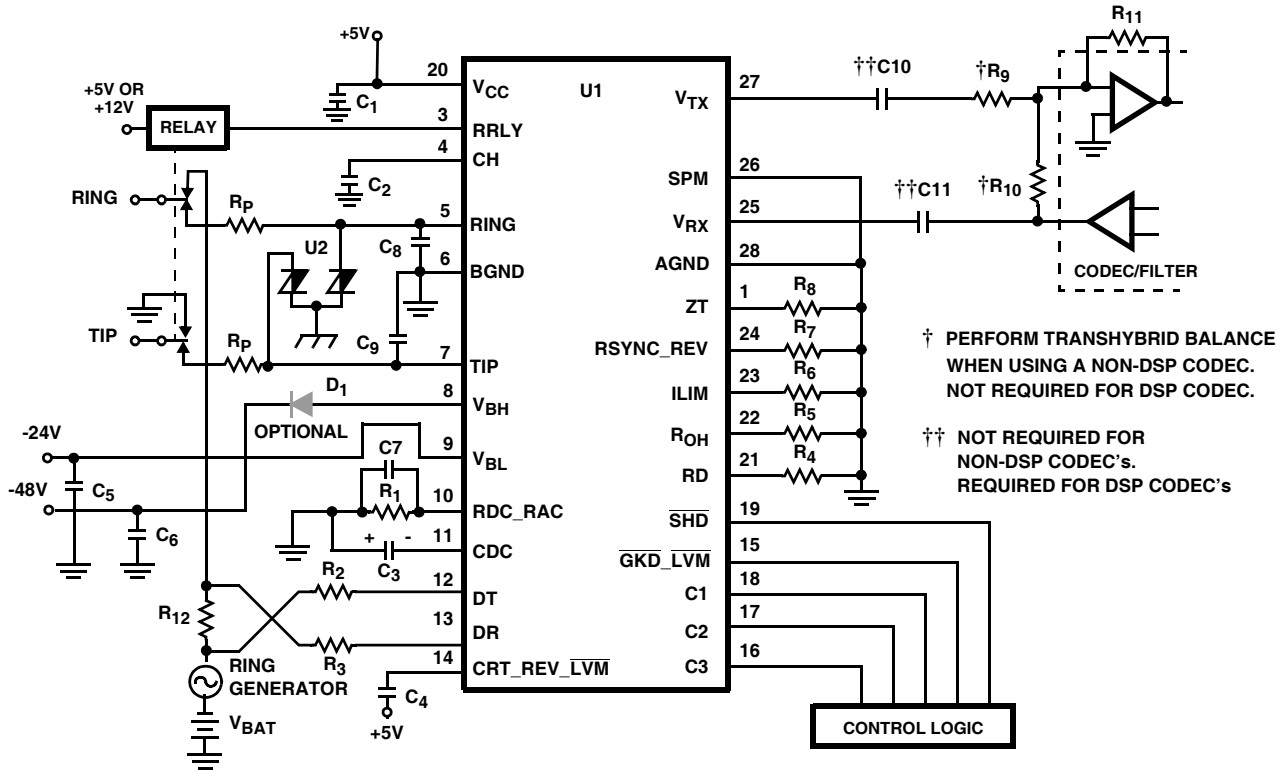 +5V
+5V OR
+12V
RELAY
RING
TIP
RP
RP
U2
C1
C2
C8
C9
D1
OPTIONAL
-24V
-48V
C5
C6
C7
R1
+ -
C3
R2
R3
R12
RING
GENERATOR
VBAT
C4
+5V
U1
20 VCC
3 RRLY
4 CH
5 RING
6 BGND
7 TIP
8 VBH
9 VBL
10 RDC_RAC
11 CDC
12 DT
13 DR
14 CRT_REV_LVM
VTX 27
SPM 26
VRX 25
AGND 28
ZT 1
RSYNC_REV 24
ILIM 23
ROH 22
RD 21
SHD 19
GKD_LVM 15
C1 18
C2 17
C3 16
R8
R7
R6
R5
R4
††C10
†R9
R11
†R10
††C11
CODEC/FILTER
† PERFORM TRANSHYBRID BALANCE
WHEN USING A NON-DSP CODEC.
NOT REQUIRED FOR DSP CODEC.
†† NOT REQUIRED FOR
NON-DSP CODEC's.
REQUIRED FOR DSP CODEC's
CONTROL LOGIC